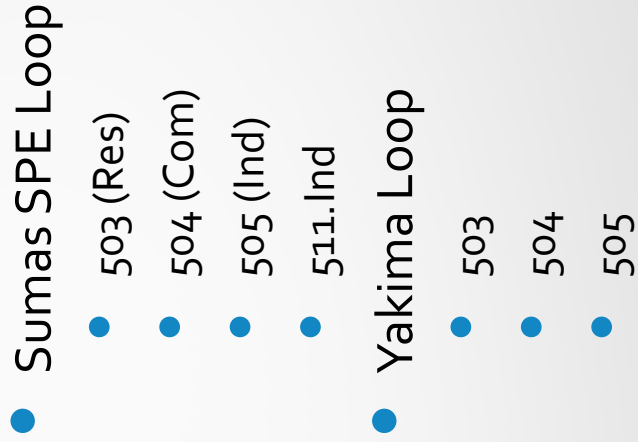 Sumas SPE Loop
503 (Res)
504 (Com)
505 (Ind)
511.Ind
Yakima Loop
503
504
505